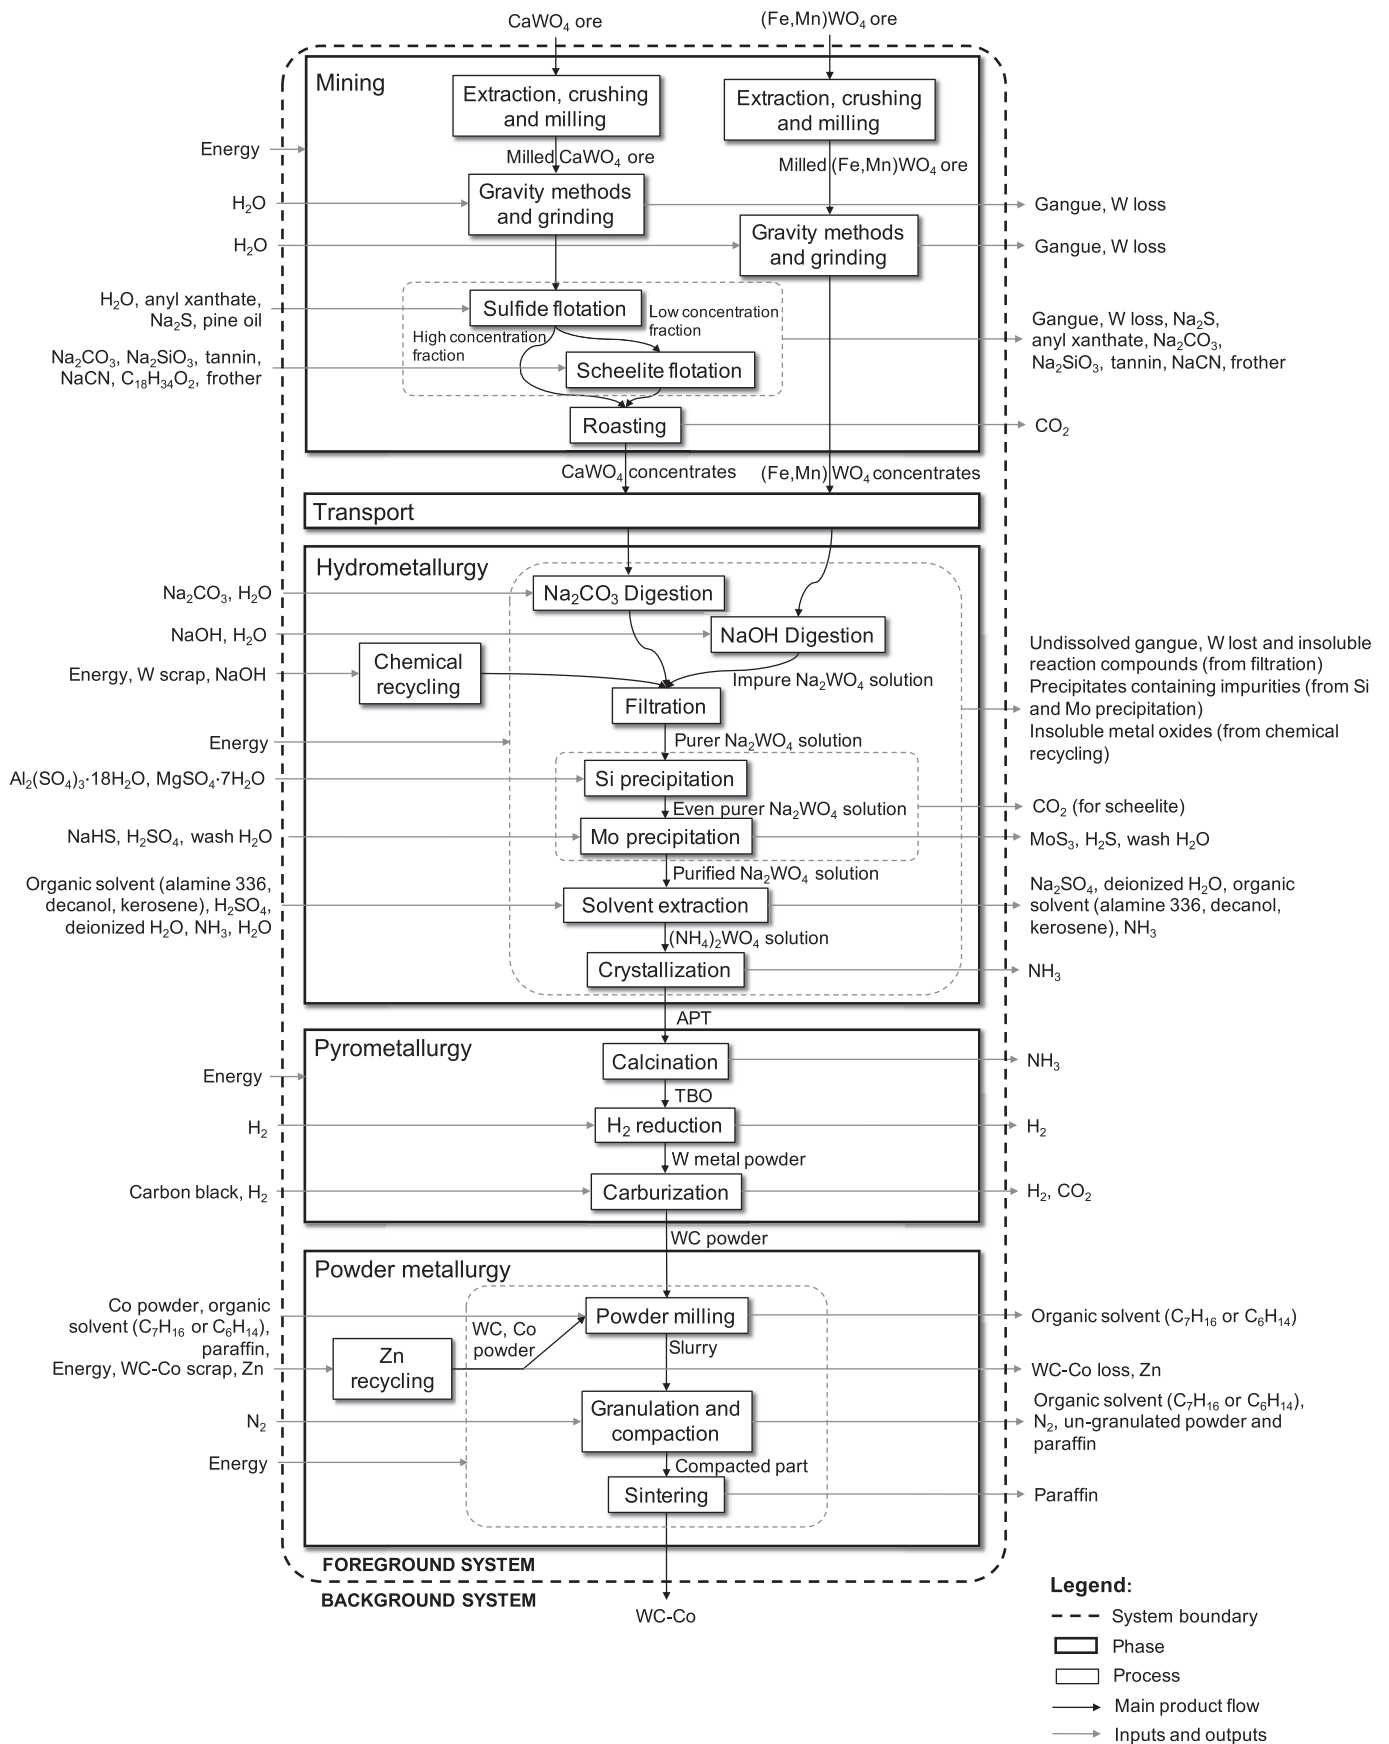 CaWO₄ ore
(Fe,Mn)WO₄ ore
Mining
Extraction, crushing
and milling
Extraction, crushing
and milling
Energy
Milled CaWO₄ ore
Milled (Fe,Mn)WO₄ ore
H₂O
Gravity methods
and grinding
Gangue, W loss
H₂O
Gravity methods
and grinding
Gangue, W loss
H₂O, anyl xanthate,
Na₂S, pine oil
Sulfide flotation
Low concentration
fraction
High concentration
fraction
Gangue, W loss, Na₂S,
anyl xanthate, Na₂CO₃,
Na₂SiO₃, tannin, NaCN, frother
Na₂CO₃, Na₂SiO₃, tannin,
NaCN, C₁₈H₃₄O₂, frother
Scheelite flotation
Roasting
CO₂
CaWO₄ concentrates
(Fe,Mn)WO₄ concentrates
Transport
Hydrometallurgy
Na₂CO₃, H₂O
Na₂CO₃ Digestion
NaOH, H₂O
NaOH Digestion
Energy, W scrap, NaOH
Chemical
recycling
Impure Na₂WO₄ solution
Undissolved gangue, W lost and insoluble
reaction compounds (from filtration)
Precipitates containing impurities (from Si
and Mo precipitation)
Insoluble metal oxides (from chemical
recycling)
Filtration
Energy
Purer Na₂WO₄ solution
Al₂(SO₄)₃·18H₂O, MgSO₄·7H₂O
Si precipitation
Even purer Na₂WO₄ solution
CO₂ (for scheelite)
NaHS, H₂SO₄, wash H₂O
Mo precipitation
MoS₃, H₂S, wash H₂O
Purified Na₂WO₄ solution
Organic solvent (alamine 336,
decanol, kerosene), H₂SO₄,
deionized H₂O, NH₃, H₂O
Solvent extraction
Na₂SO₄, deionized H₂O, organic
solvent (alamine 336, decanol,
kerosene), NH₃
(NH₄)₂WO₄ solution
Crystallization
NH₃
APT
Pyrometallurgy
Calcination
NH₃
Energy
TBO
H₂
H₂ reduction
H₂
W metal powder
Carbon black, H₂
Carburization
H₂, CO₂
WC powder
Powder metallurgy
Co powder, organic
solvent (C₇H₁₆ or C₆H₁₄),
paraffin,
Powder milling
Organic solvent (C₇H₁₆ or C₆H₁₄)
WC, Co
powder
Slurry
Energy, WC-Co scrap, Zn
Zn
recycling
WC-Co loss, Zn
N₂
Granulation and
compaction
Organic solvent (C₇H₁₆ or C₆H₁₄),
N₂, un-granulated powder and
paraffin
Energy
Compacted part
Sintering
Paraffin
FOREGROUND SYSTEM
BACKGROUND SYSTEM
WC-Co
Legend:
System boundary
Phase
Process
Main product flow
Inputs and outputs